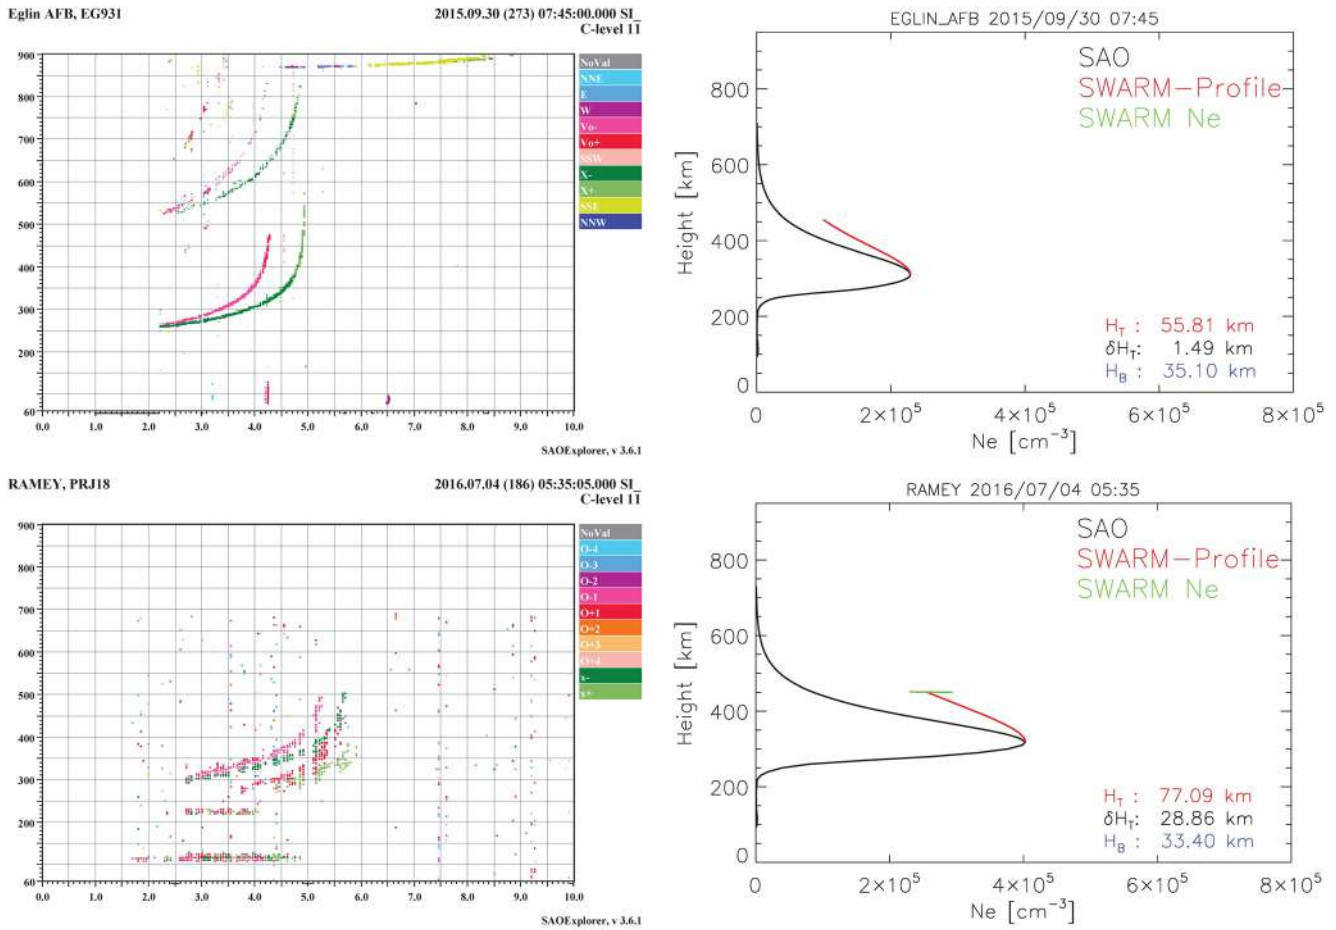 Eglin AFB, EG931
2015.09.30 (273) 07:45:00.000 SI_
C-level 11
900
800
700
600
500
400
300
200
60
0.0 1.0 2.0 3.0 4.0 5.0 6.0 7.0 8.0 9.0 10.0
NoVal
NNE
E
W
Vo-
Vo+
SSW
X-
X+
SSE
NNW
SAOExplorer, v 3.6.1
EGLIN_AFB 2015/09/30 07:45
SAO
SWARM-Profile
SWARM Ne
Height [km]
800
600
400
200
0
H_T : 55.81 km
δH_T: 1.49 km
H_B : 35.10 km
0 2×10^5 4×10^5 6×10^5 8×10^5
Ne [cm^-3]
RAMEY, PRJ18
2016.07.04 (186) 05:35:05.000 SI_
C-level 11
900
800
700
600
500
400
300
200
60
0.0 1.0 2.0 3.0 4.0 5.0 6.0 7.0 8.0 9.0 10.0
NoVal
O-4
O-3
O-2
O-1
O+1
O+2
O+3
O+4
x-
x+
SAOExplorer, v 3.6.1
RAMEY 2016/07/04 05:35
SAO
SWARM-Profile
SWARM Ne
Height [km]
800
600
400
200
0
H_T : 77.09 km
δH_T: 28.86 km
H_B : 33.40 km
0 2×10^5 4×10^5 6×10^5 8×10^5
Ne [cm^-3]